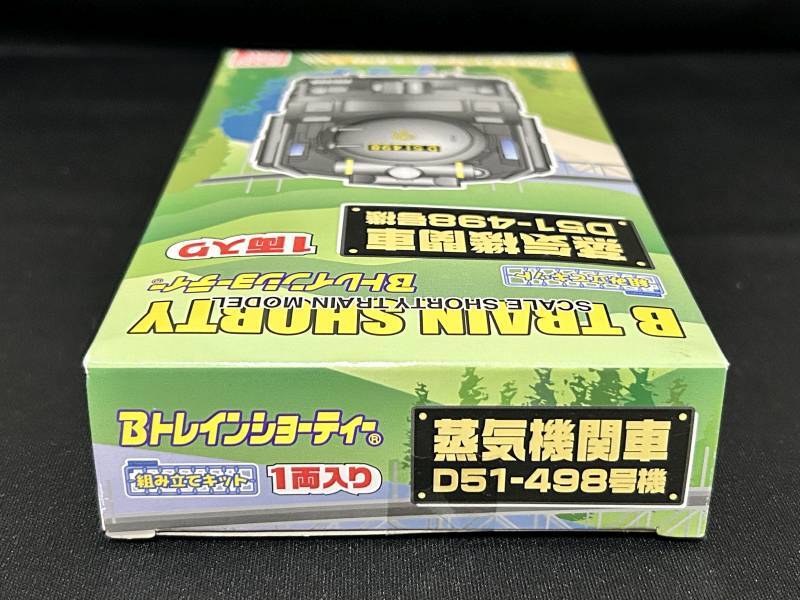 D51498
蒸気機関車
D51-498号機
1両入り
組み立てキット
Bトレインショーティー®
SCALE SHORTY TRAIN MODEL
B TRAIN SHORTY
Bトレインショーティー®
組み立てキット
1両入り
蒸気機関車
D51-498号機